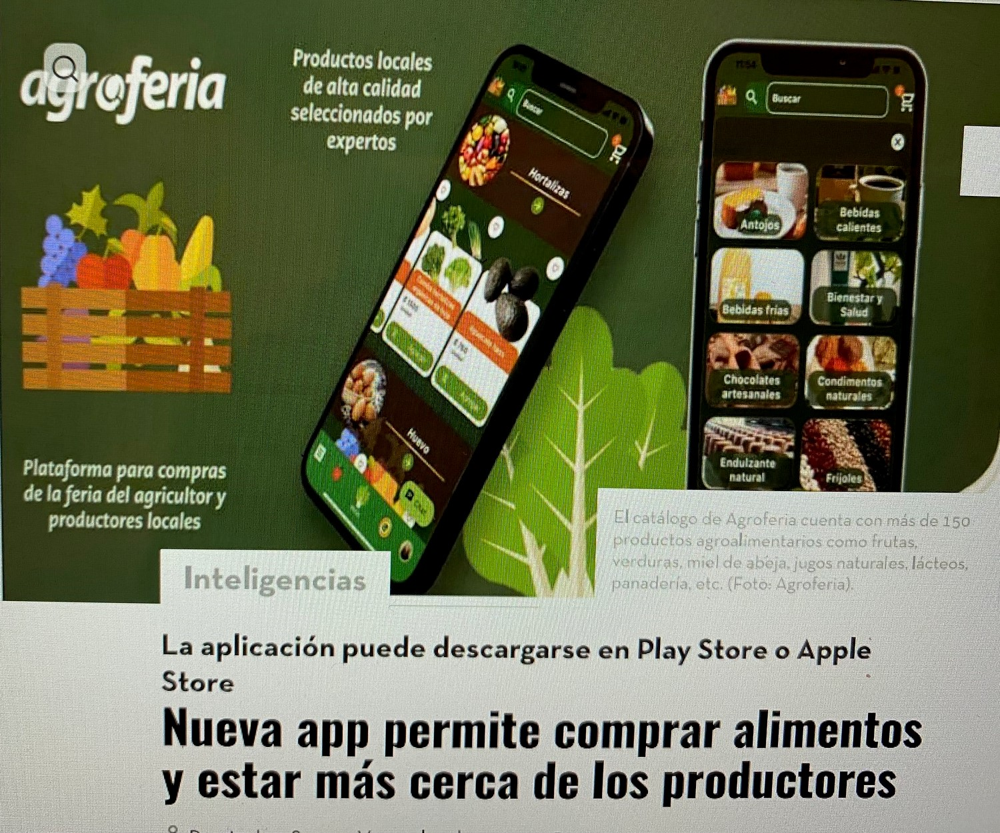 agroferia
Productos locales
de alta calidad
seleccionados por
expertos
Plataforma para compras
de la feria del agricultor y
productores locales
Buscar
Hortalizas
Huevo
Chat
11:54
Buscar
Antojos
Bebidas
calientes
Bebidas frías
Bienestar y
Salud
Chocolates
artesanales
Condimentos
naturales
Endulzante
natural
Frijoles
El catálogo de Agroferia cuenta con más de 150
productos agroalimentarios como frutas,
verduras, miel de abeja, jugos naturales, lácteos,
panadería, etc. (Foto: Agroferia).
Inteligencias
La aplicación puede descargarse en Play Store o Apple
Store
Nueva app permite comprar alimentos
y estar más cerca de los productores